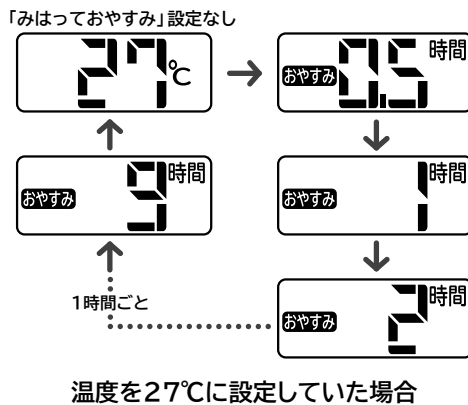 「みはっておやすみ」設定なし
27℃
おやすみ 0.5 時間
おやすみ 9 時間
おやすみ 1 時間
1時間ごと
おやすみ 2 時間
温度を27℃に設定していた場合